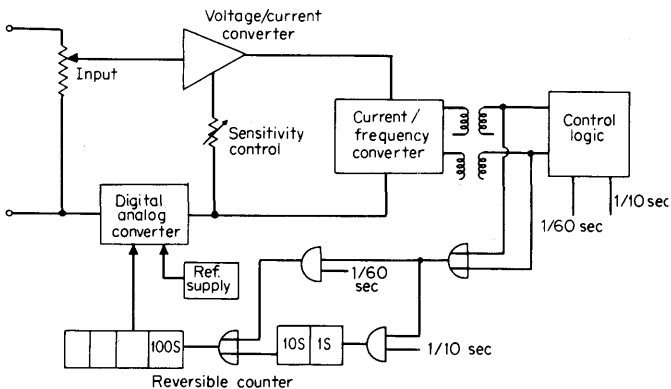 Voltage/current
converter
Input
Sensitivity
control
Current/
frequency
converter
Control
logic
1/60 sec
1/10 sec
Digital
analog
converter
Ref.
supply
1/60
sec
100S
10S
1S
1/10 sec
Reversible counter